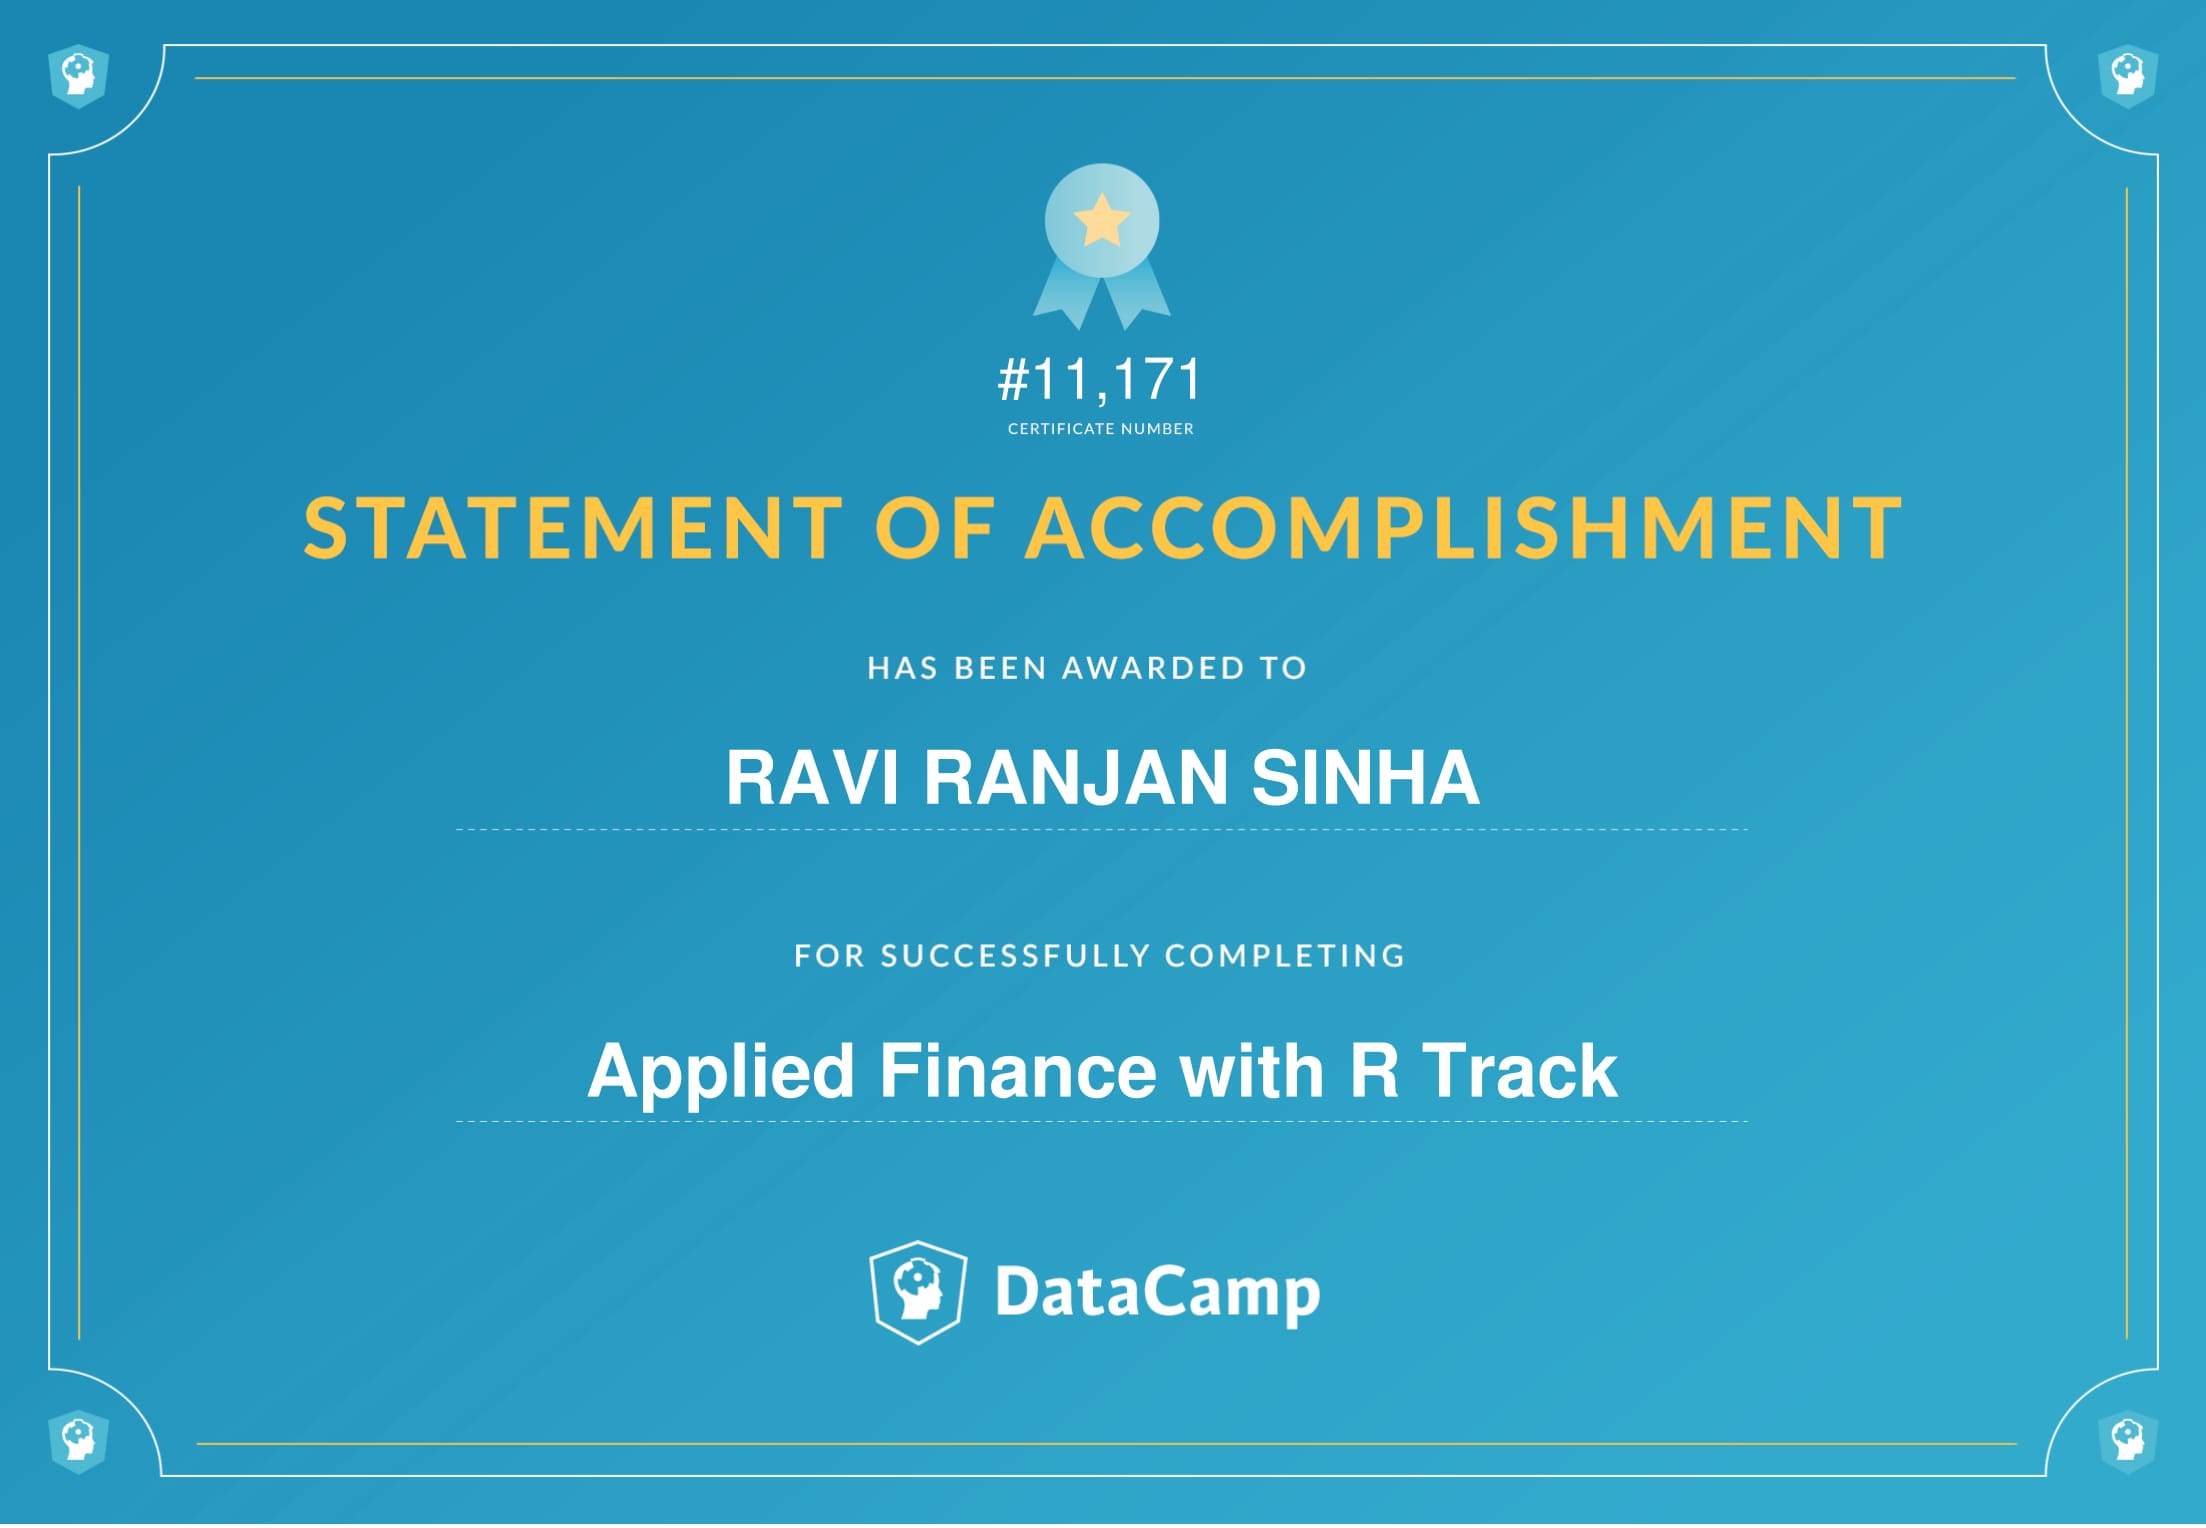 #11,171
CERTIFICATE NUMBER
STATEMENT OF ACCOMPLISHMENT
HAS BEEN AWARDED TO
RAVI RANJAN SINHA
FOR SUCCESSFULLY COMPLETING
Applied Finance with R Track
DataCamp